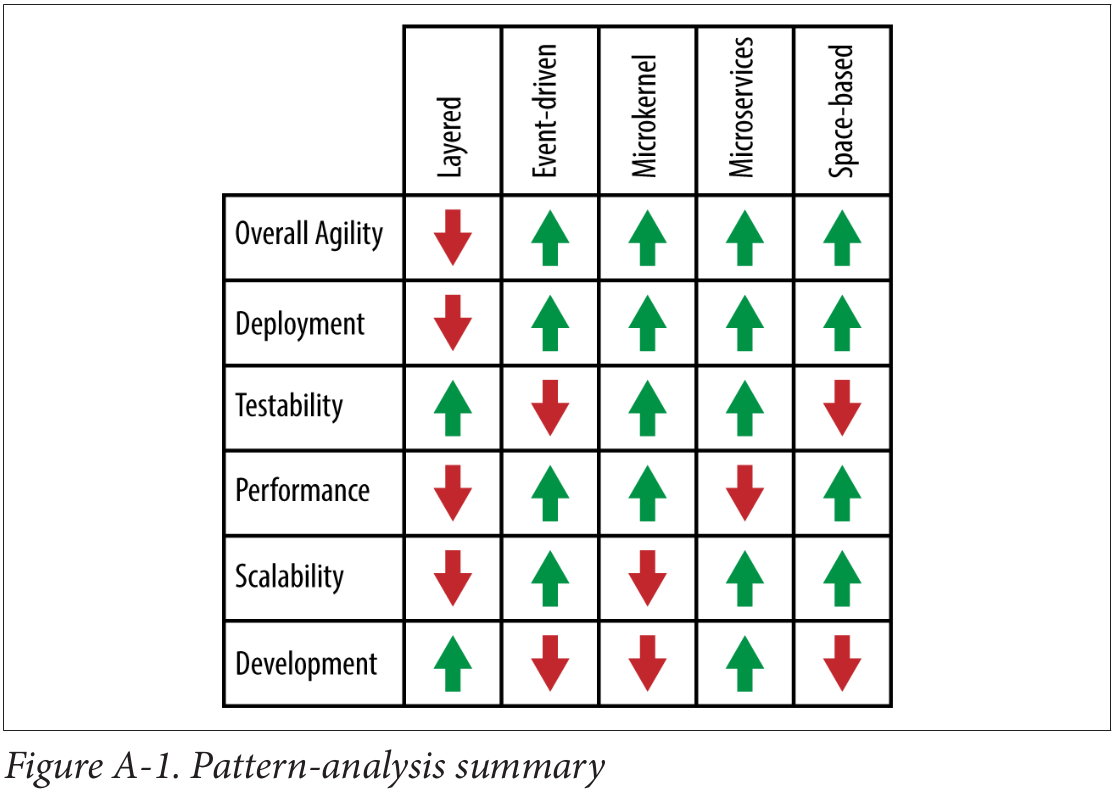 Layered
Event-driven
Microkernel
Microservices
Space-based
Overall Agility
Deployment
Testability
Performance
Scalability
Development
Figure A-1. Pattern-analysis summary